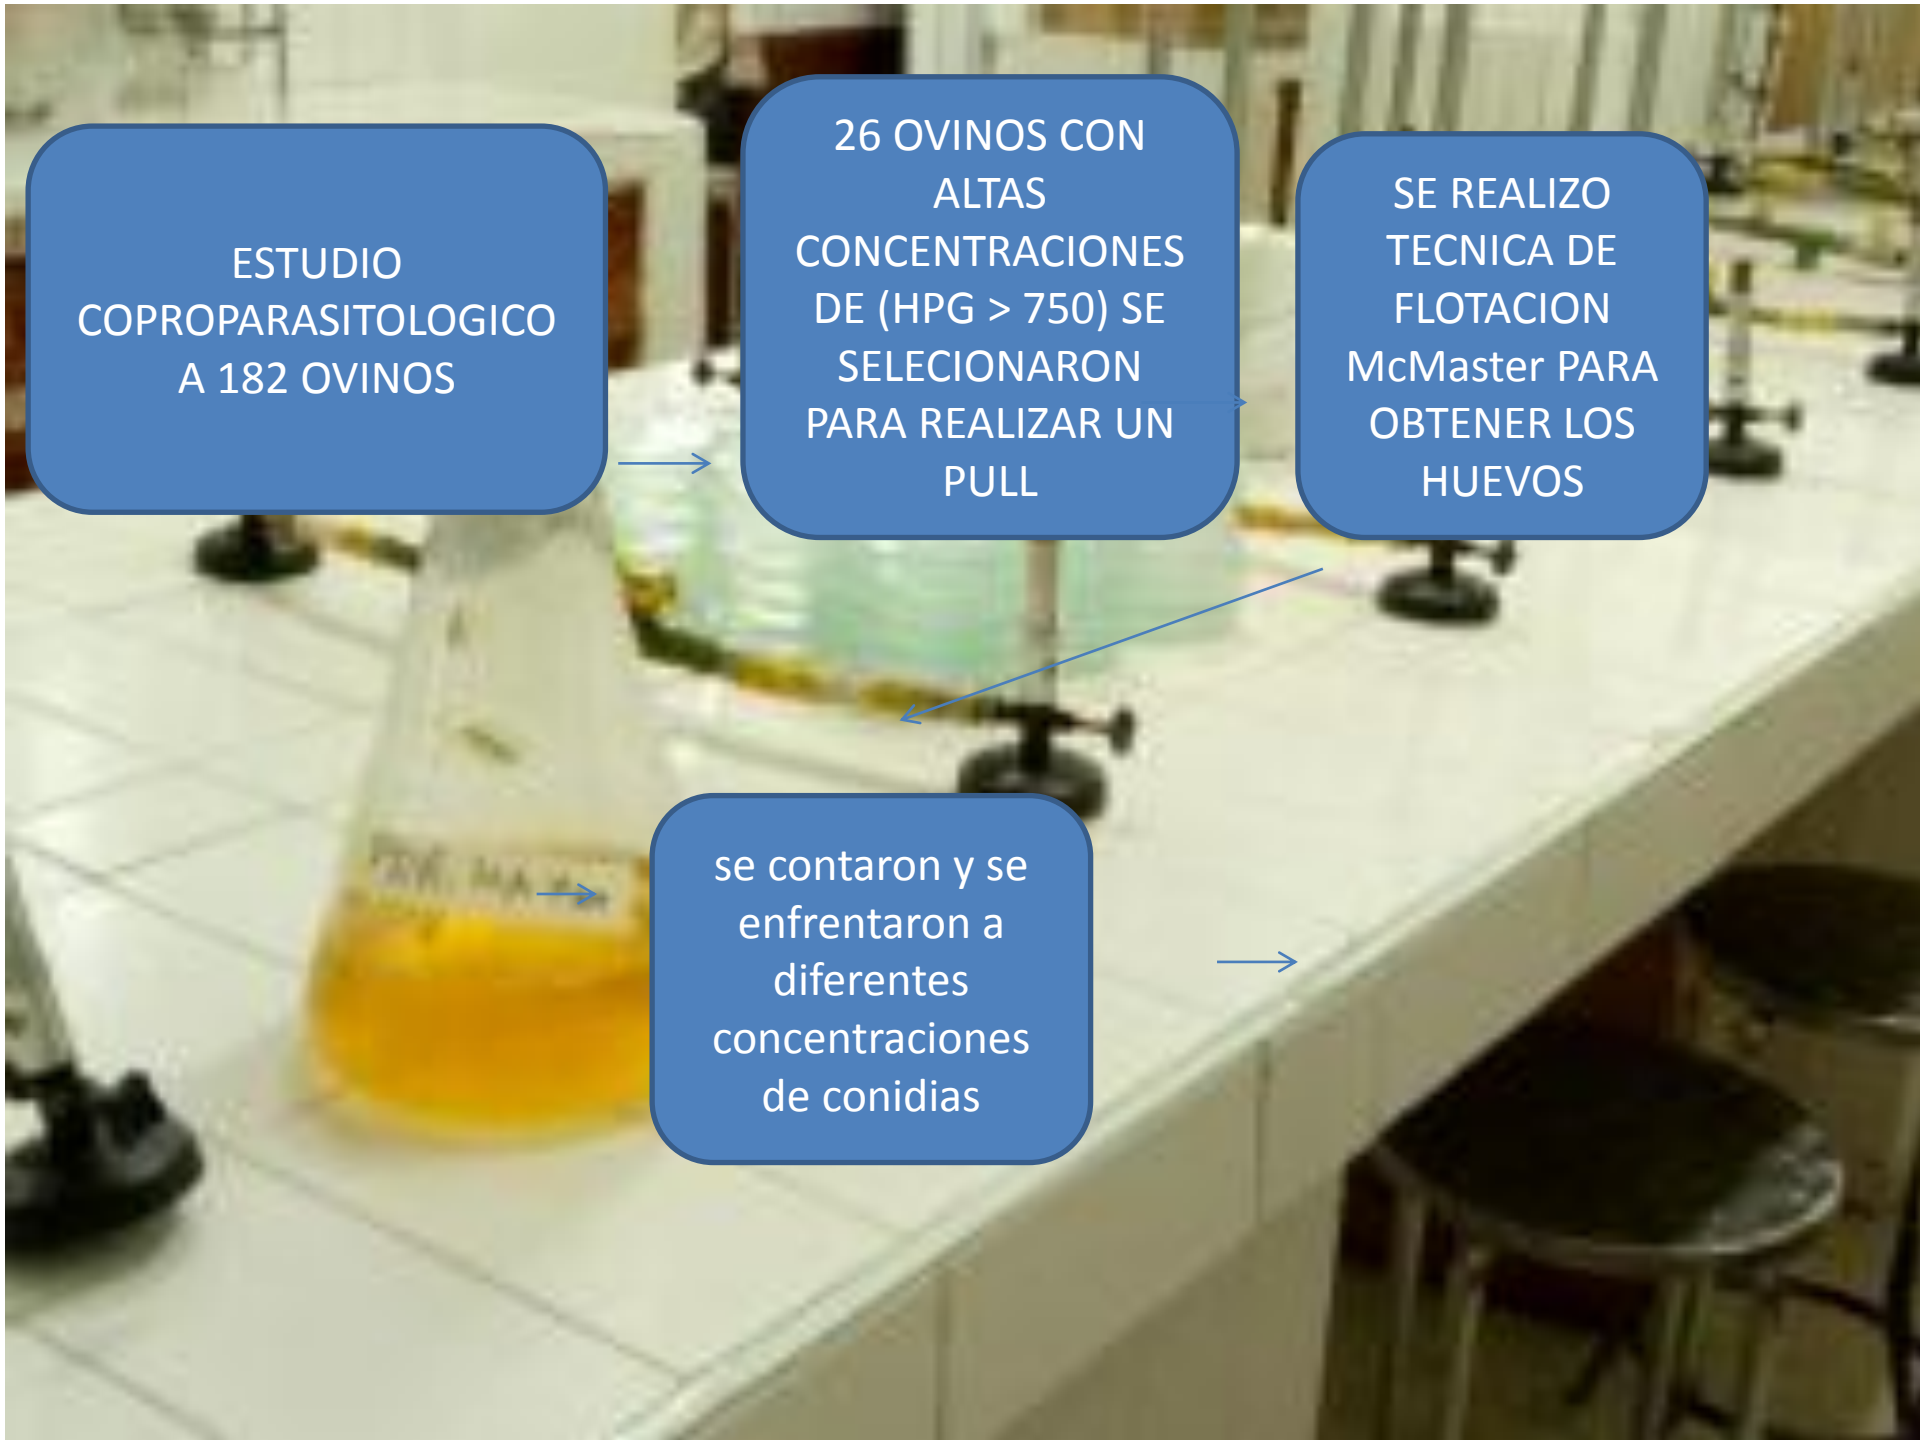 ESTUDIO
COPROPARASITOLOGICO
A 182 OVINOS
26 OVINOS CON
ALTAS
CONCENTRACIONES
DE (HPG > 750) SE
SELECIONARON
PARA REALIZAR UN
PULL
SE REALIZO
TECNICA DE
FLOTACION
McMaster PARA
OBTENER LOS
HUEVOS
se contaron y se
enfrentaron a
diferentes
concentraciones
de conidias